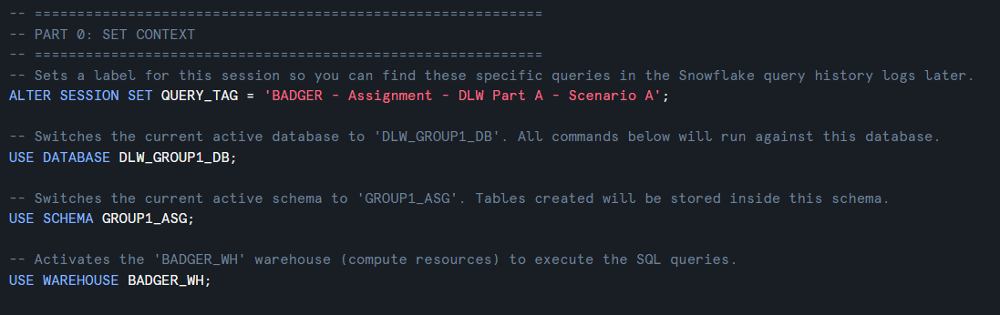 -- ============================================================
-- PART 0: SET CONTEXT
-- ============================================================
-- Sets a label for this session so you can find these specific queries in the Snowflake query history logs later.
ALTER SESSION SET QUERY_TAG = 'BADGER - Assignment - DLW Part A - Scenario A';
-- Switches the current active database to 'DLW_GROUP1_DB'. All commands below will run against this database.
USE DATABASE DLW_GROUP1_DB;
-- Switches the current active schema to 'GROUP1_ASG'. Tables created will be stored inside this schema.
USE SCHEMA GROUP1_ASG;
-- Activates the 'BADGER_WH' warehouse (compute resources) to execute the SQL queries.
USE WAREHOUSE BADGER_WH;